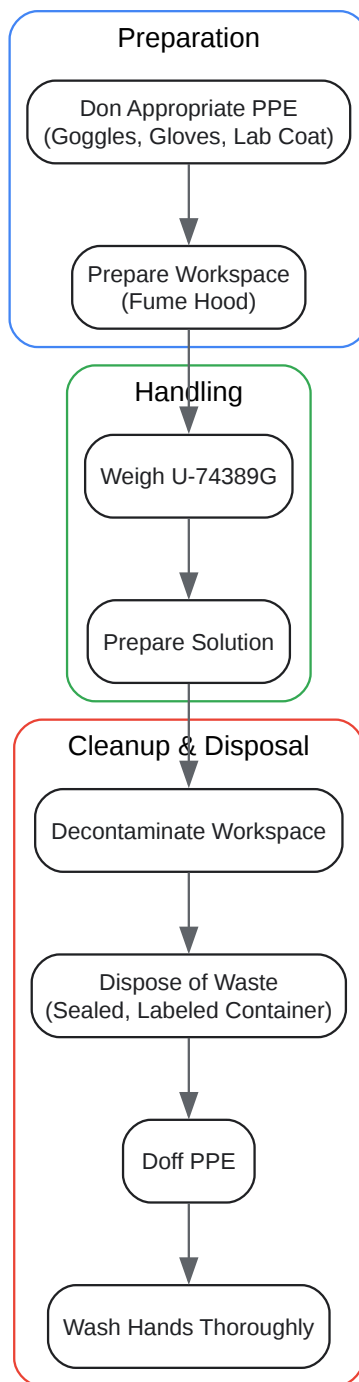 Preparation
Don Appropriate PPE
(Goggles, Gloves, Lab Coat)
Prepare Workspace
(Fume Hood)
Handling
Weigh U-74389G
Prepare Solution
Cleanup & Disposal
Decontaminate Workspace
Dispose of Waste
(Sealed, Labeled Container)
Doff PPE
Wash Hands Thoroughly